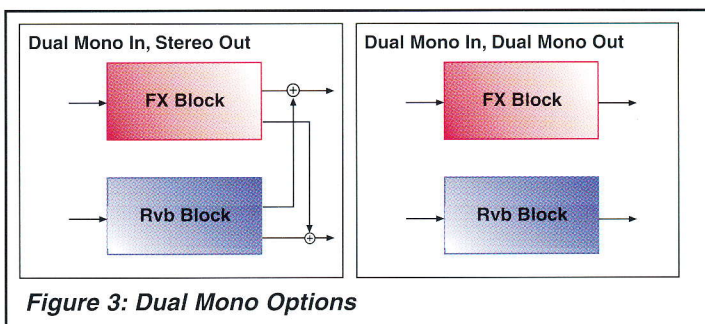 Dual Mono In, Stereo Out
FX Block
Rvb Block
Dual Mono In, Dual Mono Out
FX Block
Rvb Block
Figure 3: Dual Mono Options